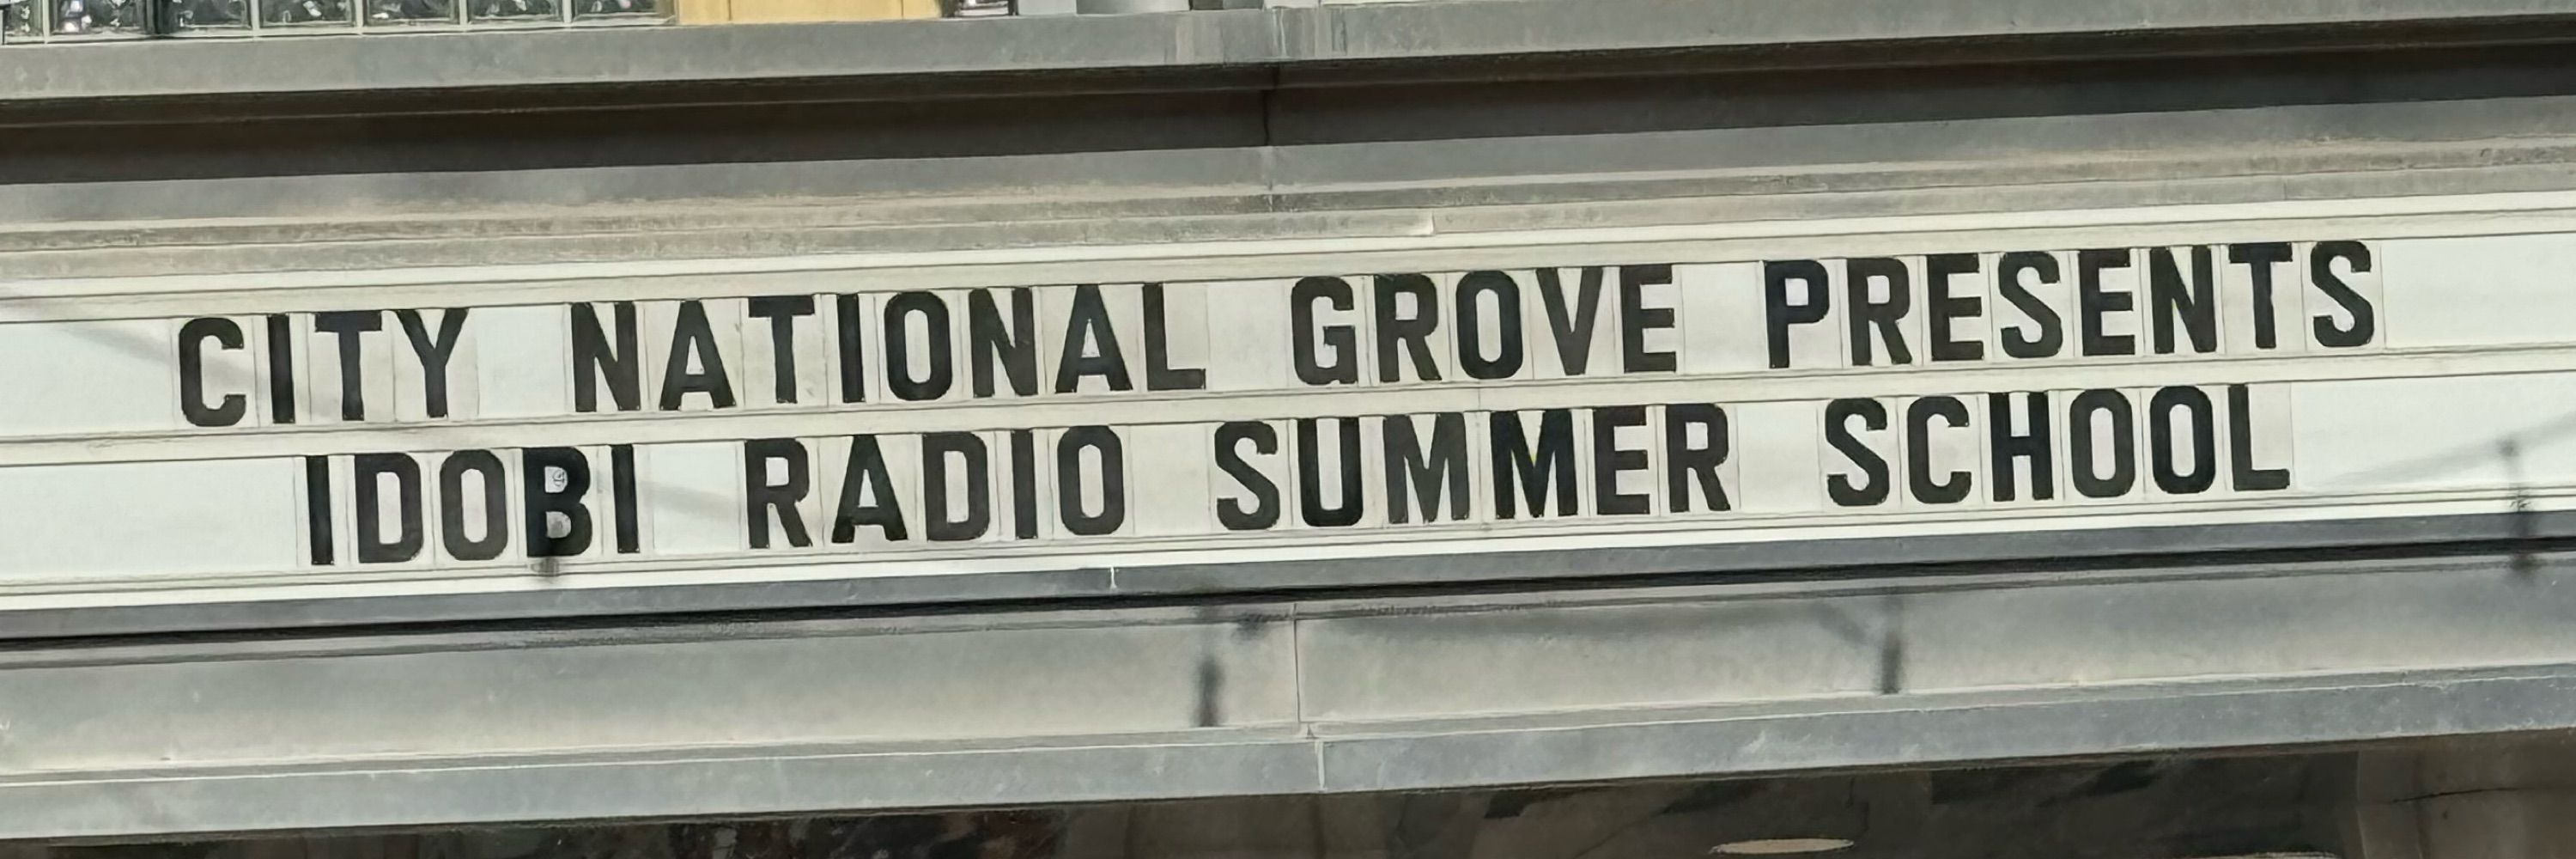 CITY NATIONAL GROVE PRESENTS
IDOBI RADIO SUMMER SCHOOL